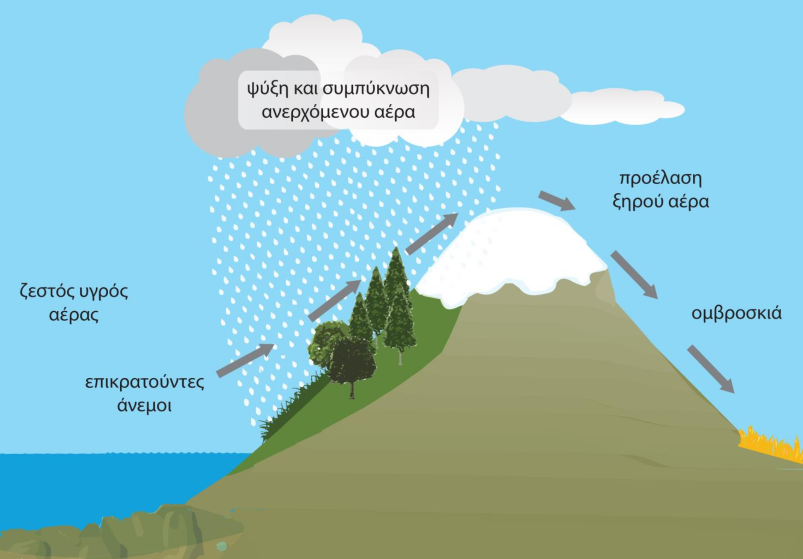 ψύξη και συμπύκνωση
ανερχόμενου αέρα
προέλαση
ξηρού αέρα
ζεστός υγρός
αέρας
ομβροσκιά
επικρατούντες
άνεμοι